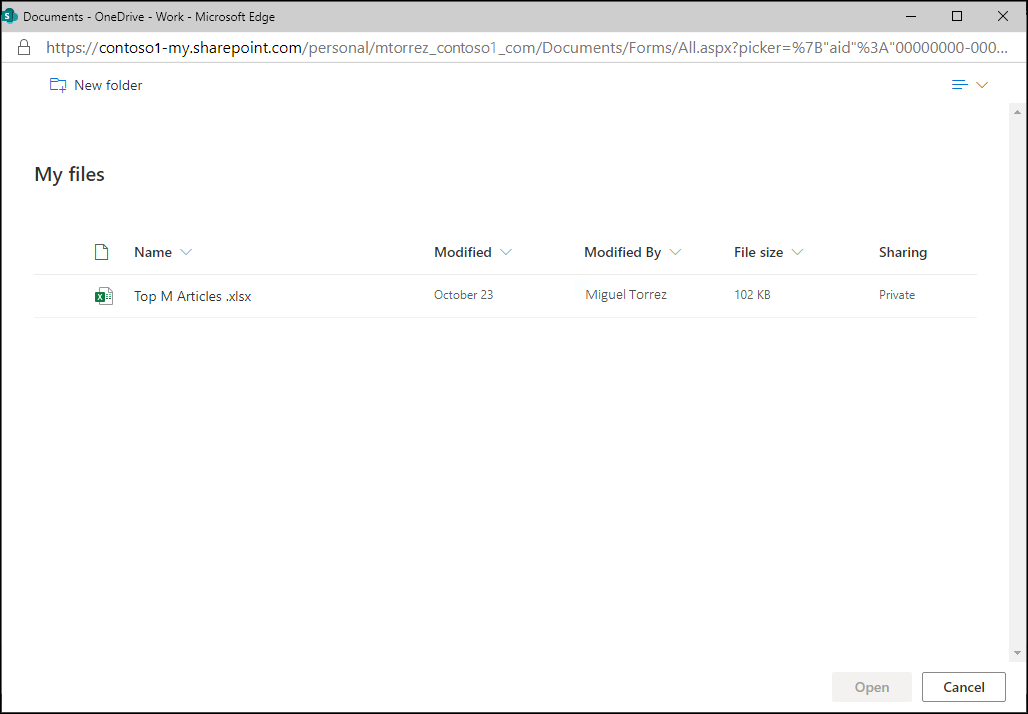 Documents - OneDrive - Work - Microsoft Edge
https://contoso1-my.sharepoint.com/personal/mtorrez_contoso1_com/Documents/Forms/All.aspx?picker=%7B"aid"%3A"00000000-000...
New folder
My files
Name Modified Modified By File size Sharing
Top M Articles .xlsx October 23 Miguel Torrez 102 KB Private
Open Cancel